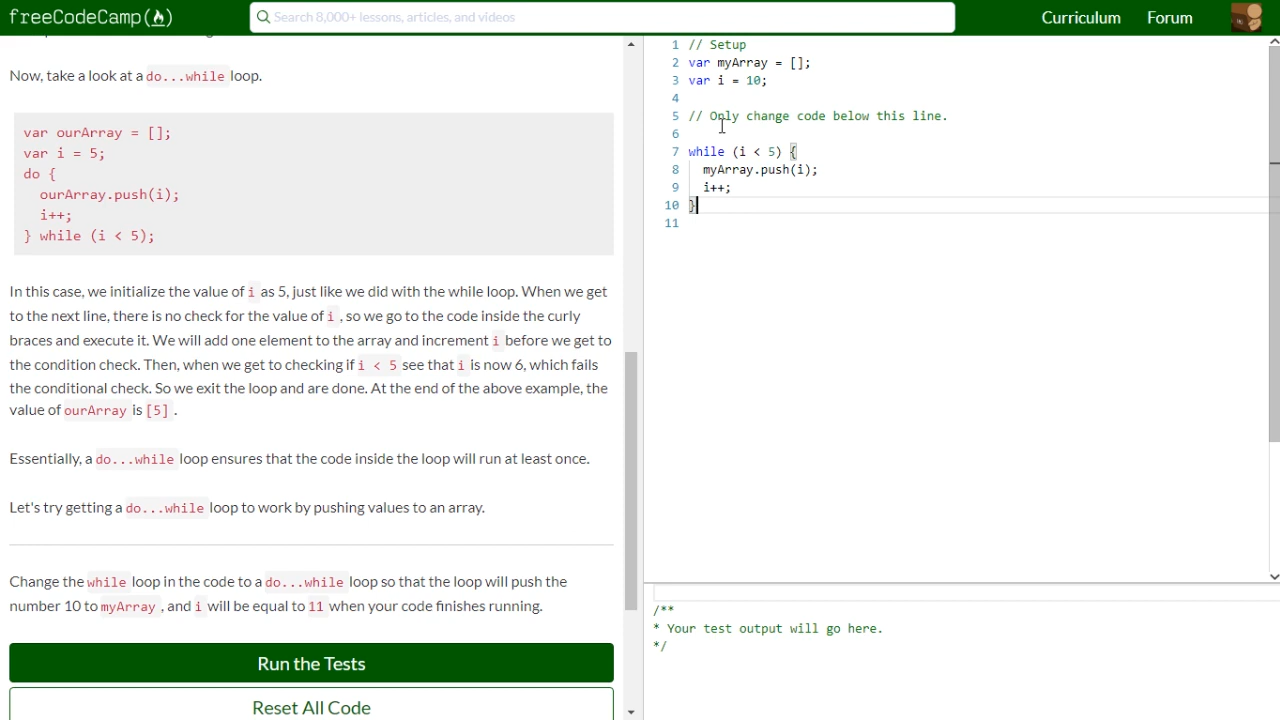 freeCodeCamp(🔥)
Search 8,000+ lessons, articles, and videos
Curriculum
Forum
Now, take a look at a do...while loop.
var ourArray = [];
var i = 5;
do {
ourArray.push(i);
i++;
} while (i < 5);
In this case, we initialize the value of i as 5, just like we did with the while loop. When we get
to the next line, there is no check for the value of i , so we go to the code inside the curly
braces and execute it. We will add one element to the array and increment i before we get to
the condition check. Then, when we get to checking if i < 5 see that i is now 6, which fails
the conditional check. So we exit the loop and are done. At the end of the above example, the
value of ourArray is [5] .
Essentially, a do...while loop ensures that the code inside the loop will run at least once.
Let's try getting a do...while loop to work by pushing values to an array.
Change the while loop in the code to a do...while loop so that the loop will push the
number 10 to myArray , and i will be equal to 11 when your code finishes running.
Run the Tests
Reset All Code
1 // Setup
2 var myArray = [];
3 var i = 10;
4
5 // Only change code below this line.
6
7 while (i < 5) {
8 myArray.push(i);
9 i++;
10 }
11
/**
* Your test output will go here.
*/